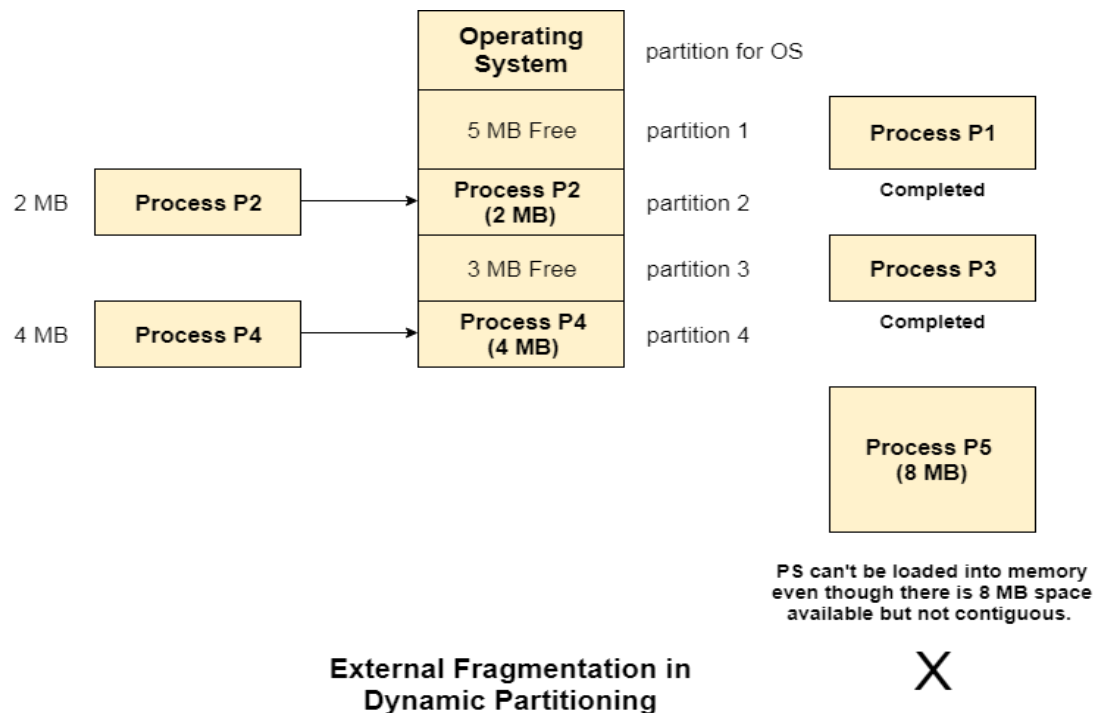 Operating
System
partition for OS
5 MB Free
partition 1
Process P1
Completed
2 MB
Process P2
Process P2
(2 MB)
partition 2
3 MB Free
partition 3
Process P3
Completed
4 MB
Process P4
Process P4
(4 MB)
partition 4
Process P5
(8 MB)
PS can't be loaded into memory
even though there is 8 MB space
available but not contiguous.
External Fragmentation in
Dynamic Partitioning
X